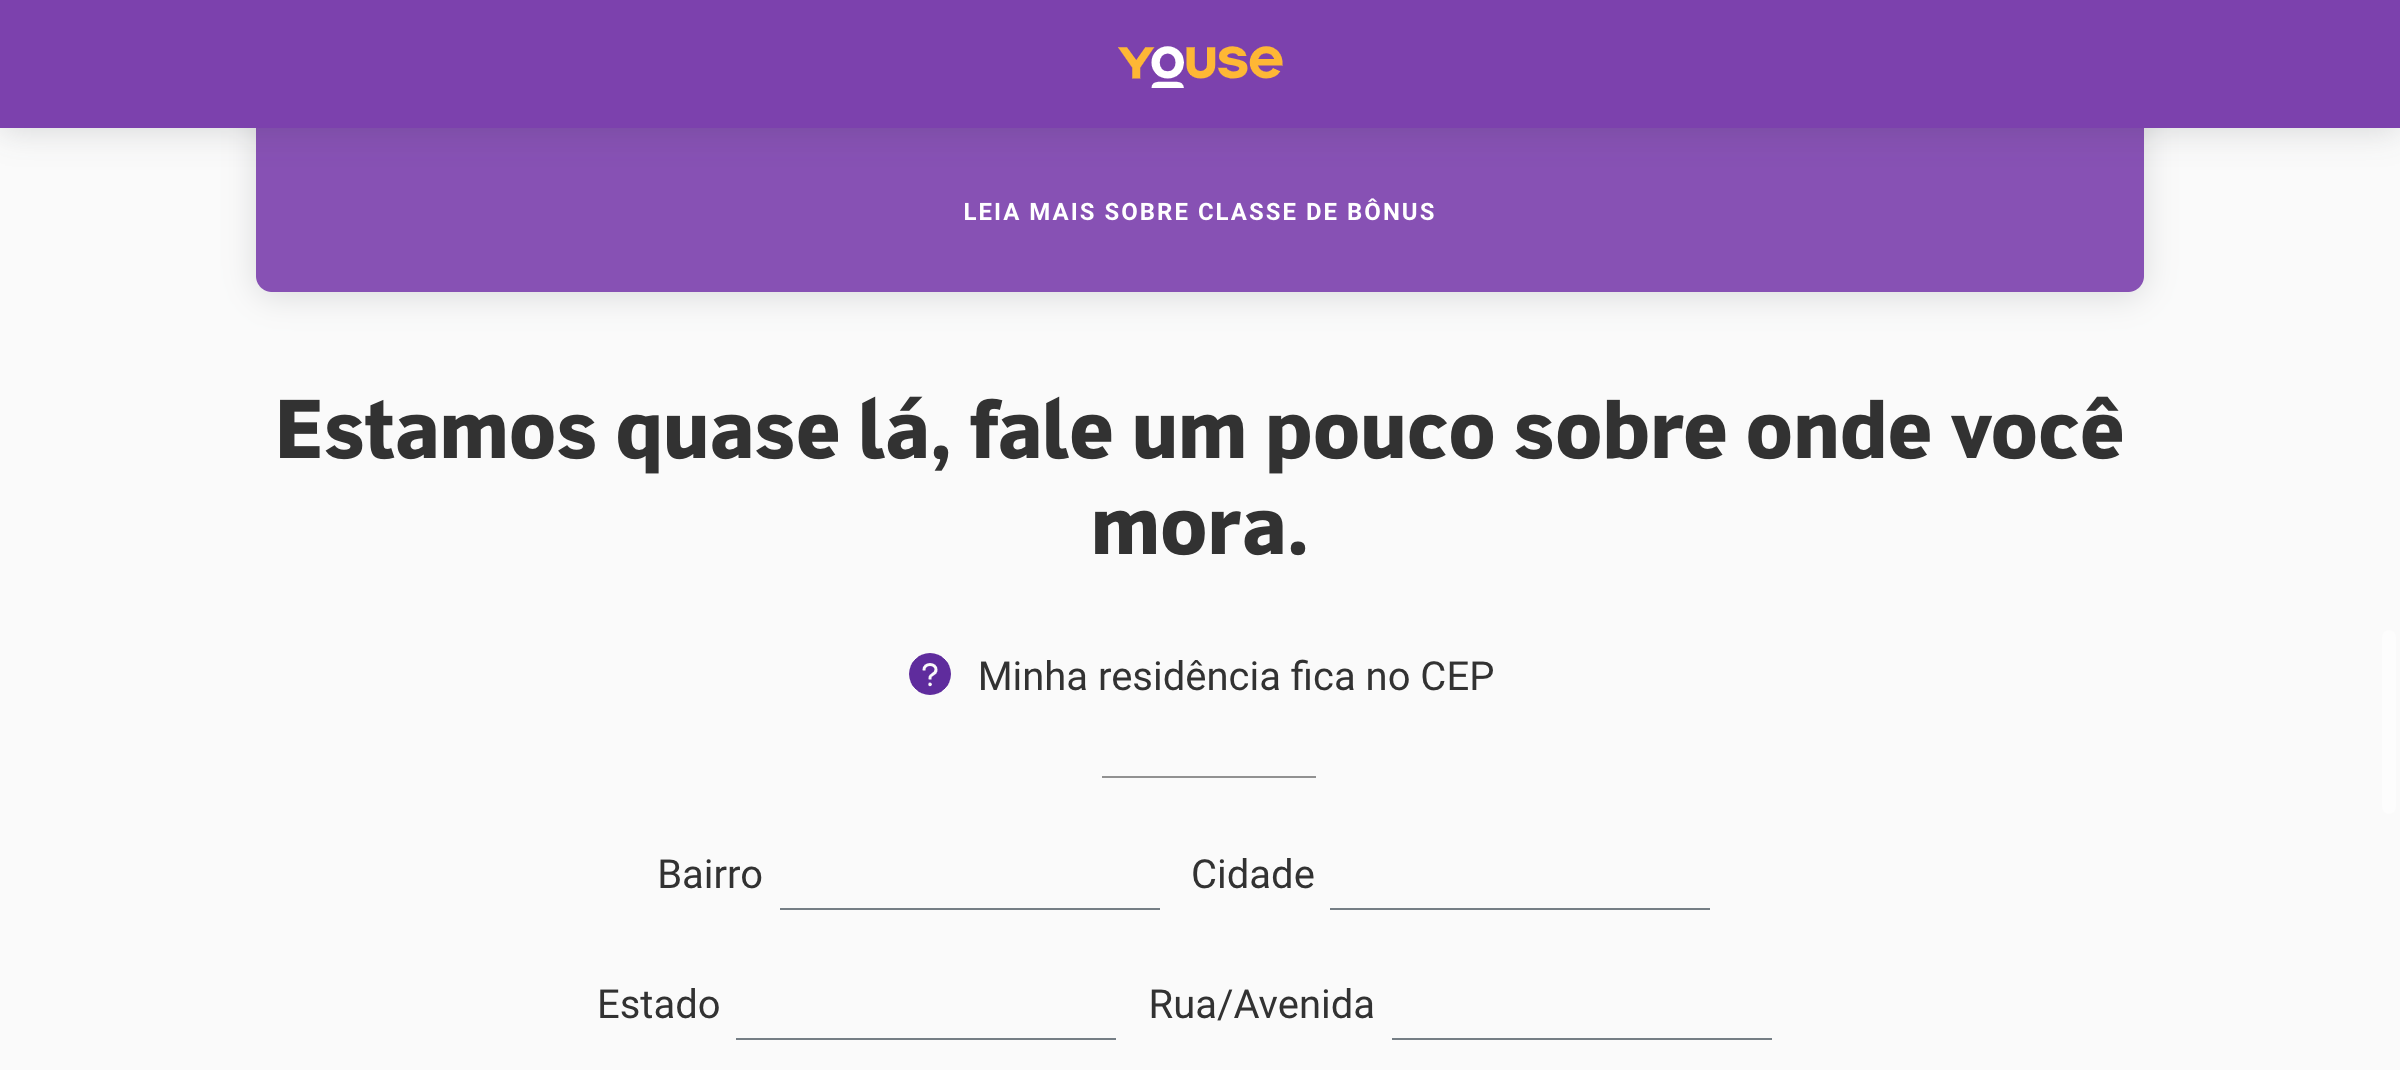 YOUSE
LEIA MAIS SOBRE CLASSE DE BÔNUS
Estamos quase lá, fale um pouco sobre onde você
mora.
? Minha residência fica no CEP
Bairro Cidade
Estado Rua/Avenida